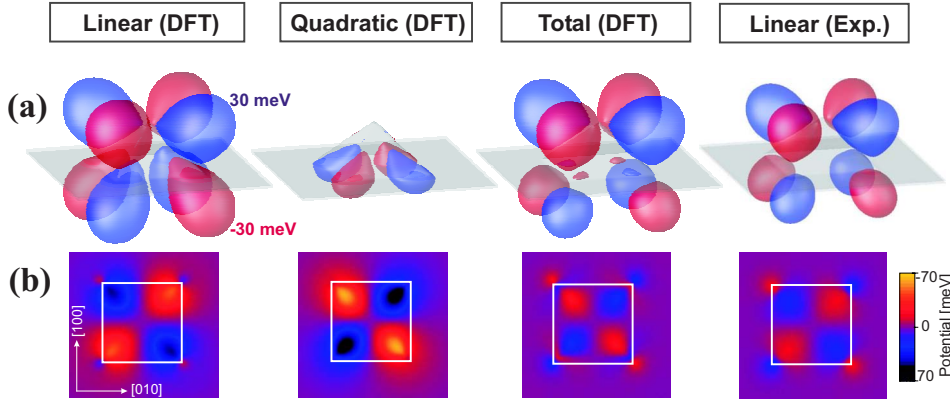 Linear (DFT)
Quadratic (DFT)
Total (DFT)
Linear (Exp.)
(a)
30 meV
-30 meV
(b)
[100]
[010]
-70
0
70
Potential [meV]